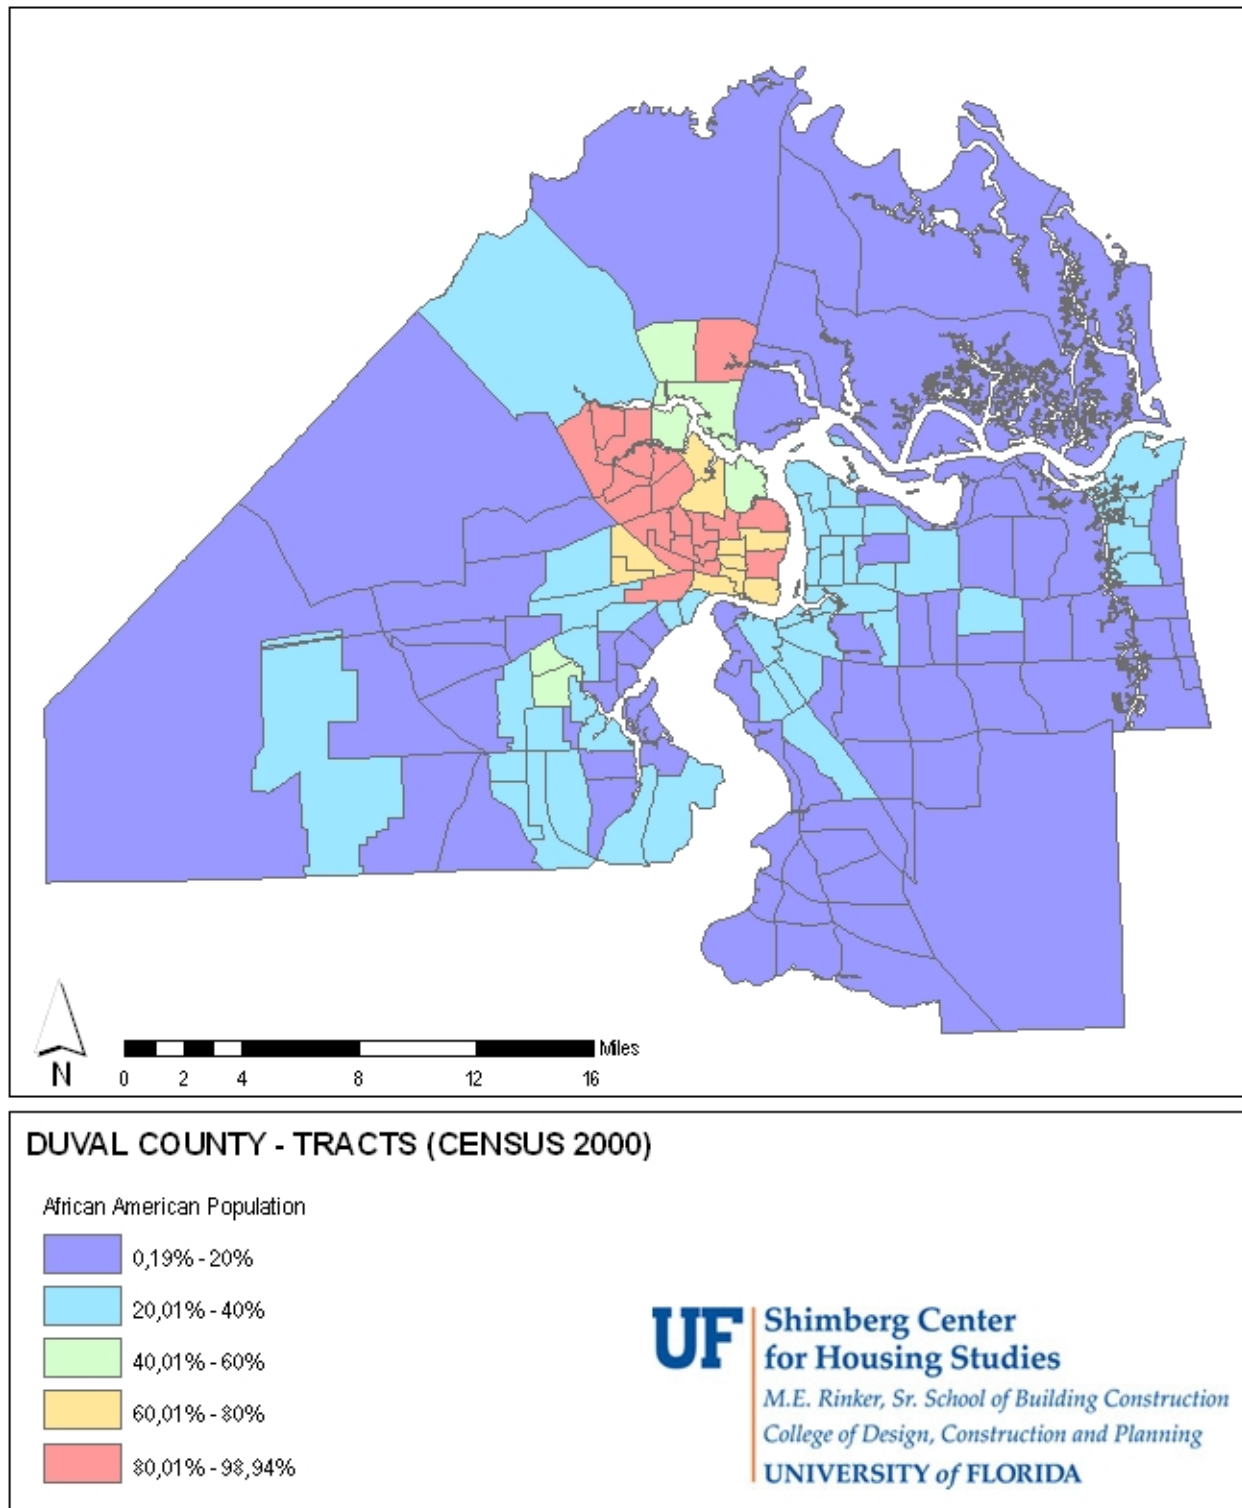 N
Miles
0 2 4 8 12 16
DUVAL COUNTY - TRACTS (CENSUS 2000)
African American Population
0,19% - 20%
20,01% - 40%
40,01% - 60%
60,01% - 80%
80,01% - 98,94%
UF
Shimberg Center
for Housing Studies
M.E. Rinker, Sr. School of Building Construction
College of Design, Construction and Planning
UNIVERSITY of FLORIDA